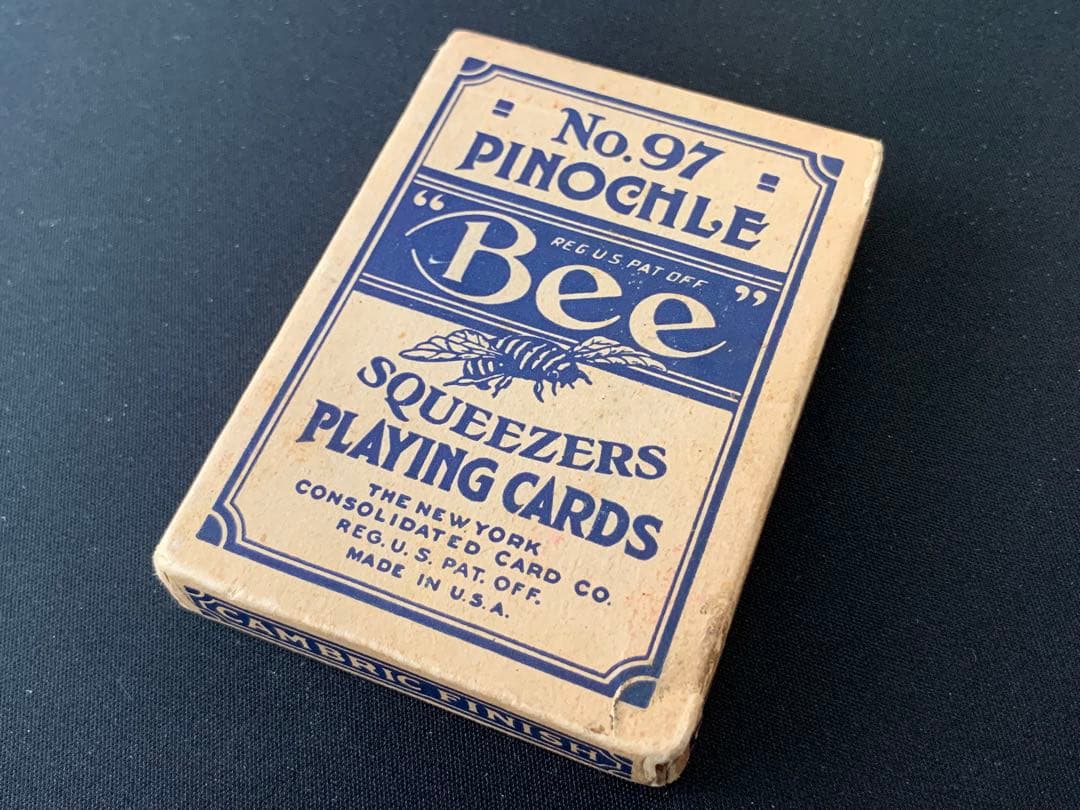 No. 97
PINOCHLE
"Bee"
REG. U.S. PAT OFF.
SQUEEZERS
PLAYING CARDS
THE NEW YORK
CONSOLIDATED CARD CO.
REG. U. S. PAT. OFF.
MADE IN U.S.A.
CAMBRIC FINISH